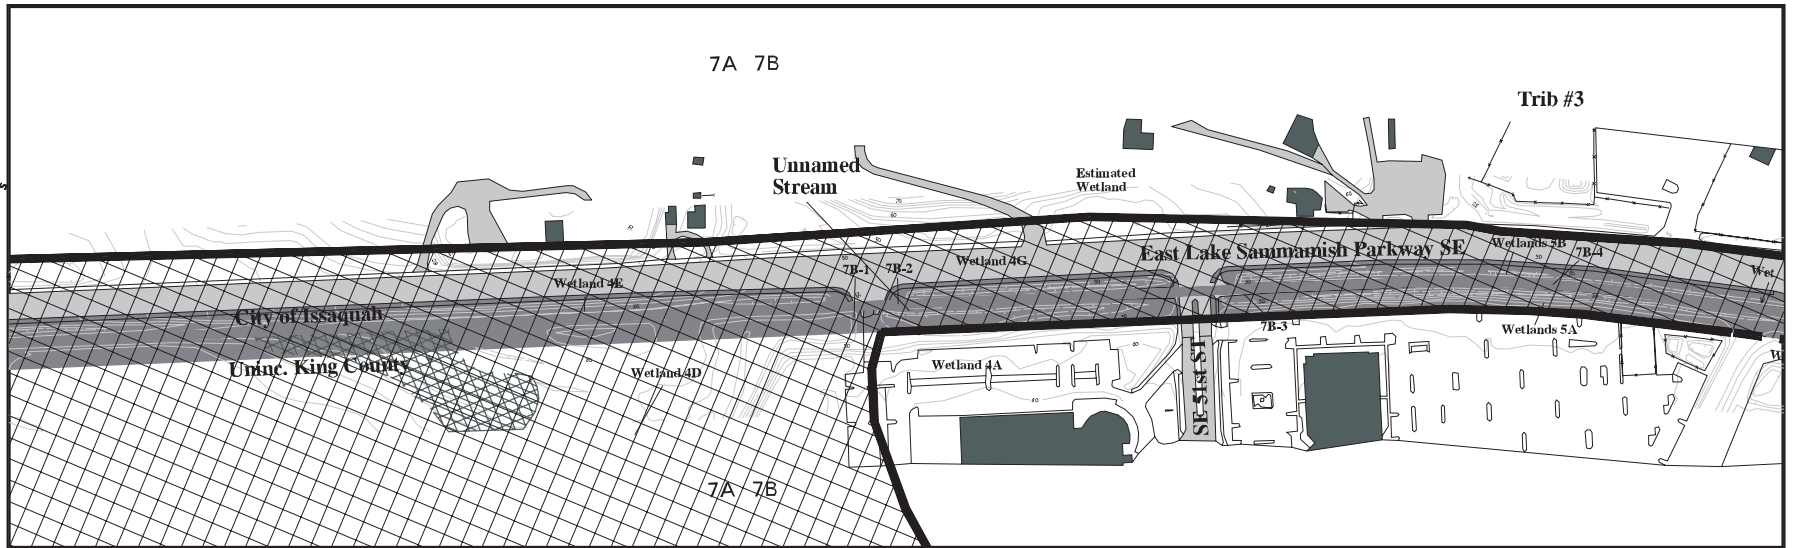 7A 7B
Trib #3
Unnamed
Stream
Estimated
Wetland
East Lake Sammamish Parkway SE
Wetlands 5B
7B-4
Wetland 4G
7B-1
7B-2
Wet
Wetland 4E
City of Issaquah
7B-3
Wetlands 5A
Uninc. King County
Wetland 4D
Wetland 4A
SE 51st ST
7A 7B